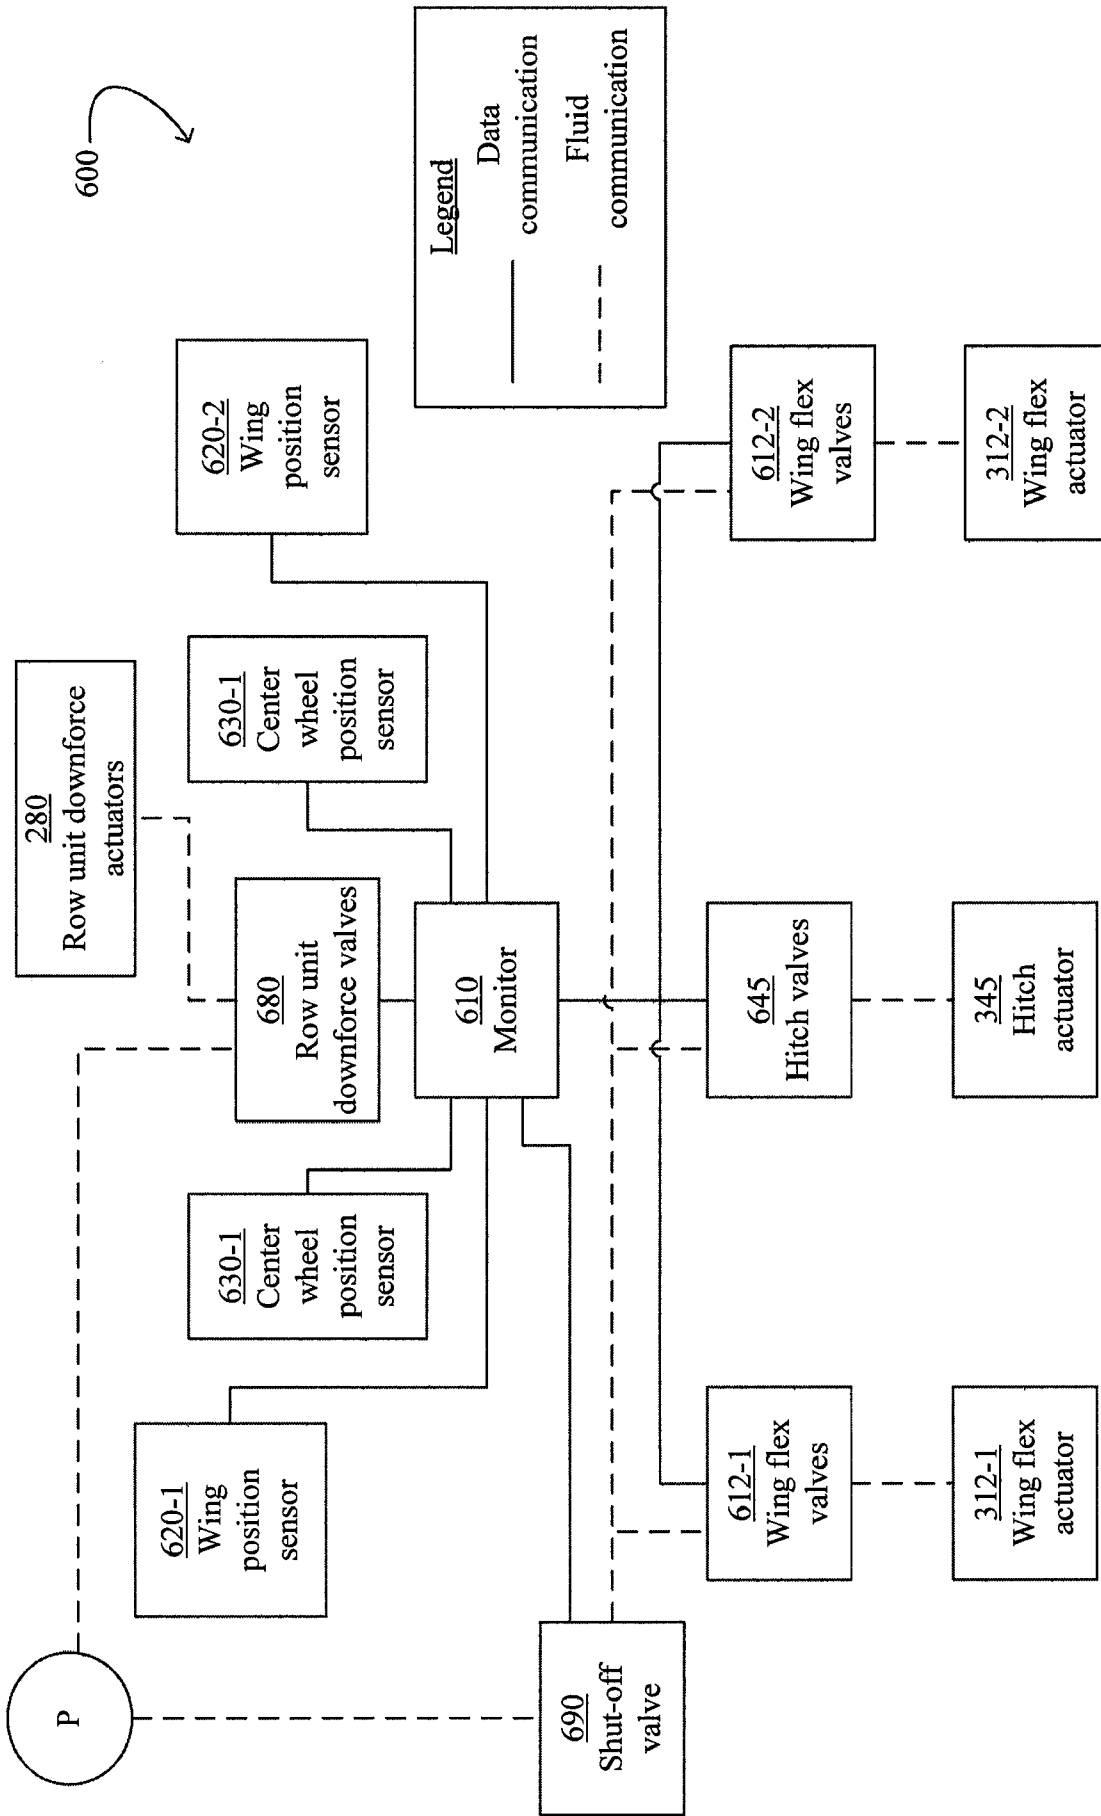 600
P
280
Row unit downforce
actuators
620-1
Wing
position
sensor
630-1
Center
wheel
position
sensor
680
Row unit
downforce valves
630-1
Center
wheel
position
sensor
620-2
Wing
position
sensor
610
Monitor
Legend
Data
communication
Fluid
communication
690
Shut-off
valve
612-1
Wing flex
valves
645
Hitch valves
612-2
Wing flex
valves
312-1
Wing flex
actuator
345
Hitch
actuator
312-2
Wing flex
actuator